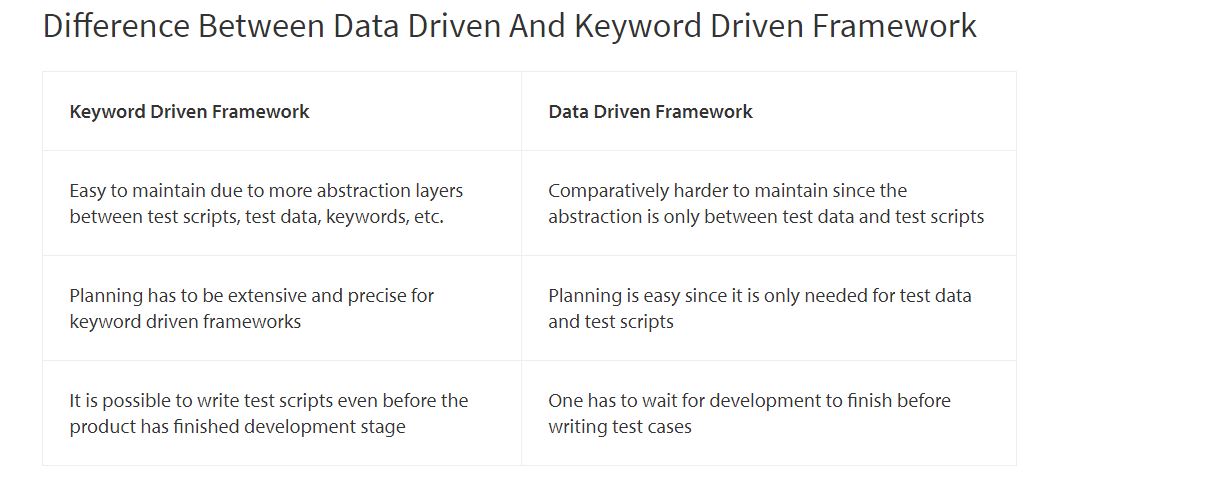 Difference Between Data Driven And Keyword Driven Framework
Keyword Driven Framework
Data Driven Framework
Easy to maintain due to more abstraction layers
between test scripts, test data, keywords, etc.
Comparatively harder to maintain since the
abstraction is only between test data and test scripts
Planning has to be extensive and precise for
keyword driven frameworks
Planning is easy since it is only needed for test data
and test scripts
It is possible to write test scripts even before the
product has finished development stage
One has to wait for development to finish before
writing test cases